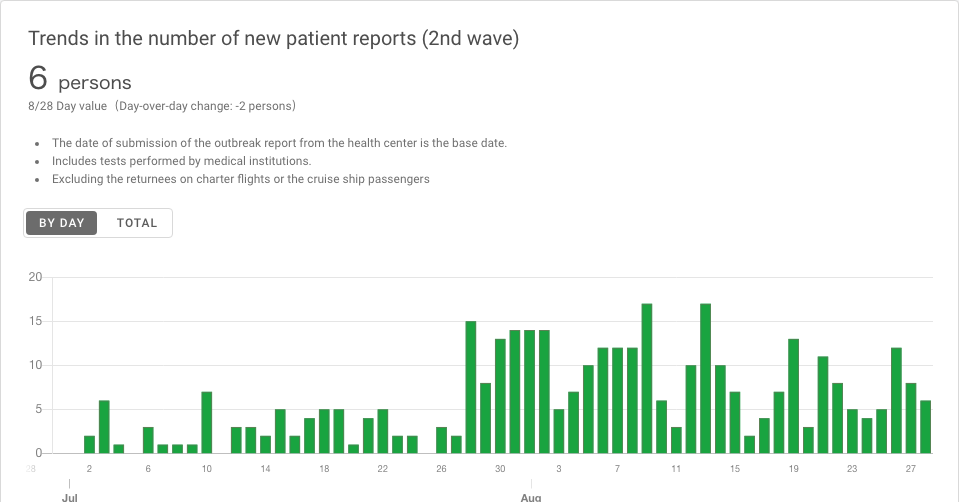 Trends in the number of new patient reports (2nd wave)
6 persons
8/28 Day value（Day-over-day change: -2 persons）
• The date of submission of the outbreak report from the health center is the base date.
• Includes tests performed by medical institutions.
• Excluding the returnees on charter flights or the cruise ship passengers
BY DAY TOTAL
20
15
10
5
0
28 2 6 10 14 18 22 26 30 3 7 11 15 19 23 27
Jul Aug